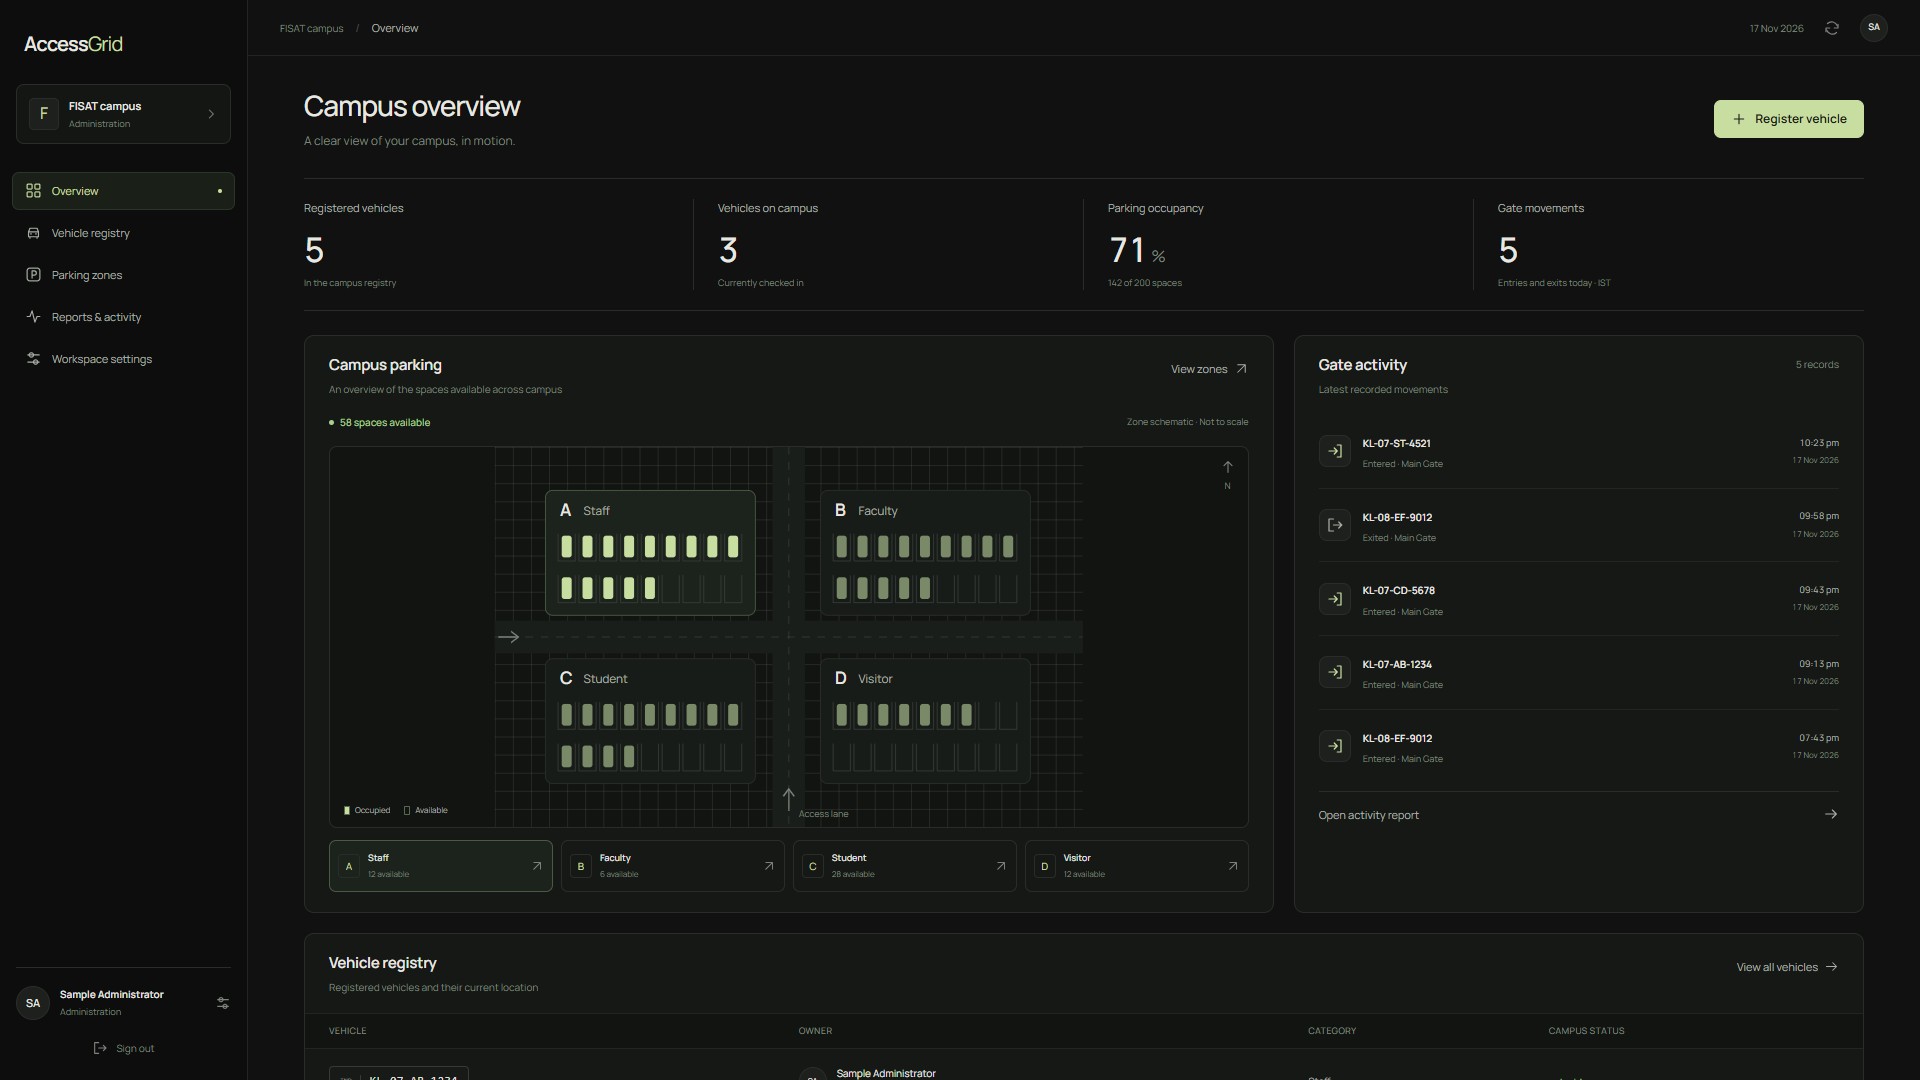 AccessGrid
F
FISAT campus
Administration
Overview
Vehicle registry
Parking zones
Reports & activity
Workspace settings
SA
Sample Administrator
Administration
Sign out
FISAT campus / Overview
17 Nov 2026
SA
Campus overview
A clear view of your campus, in motion.
Register vehicle
Registered vehicles
5
In the campus registry
Vehicles on campus
3
Currently checked in
Parking occupancy
71 %
142 of 200 spaces
Gate movements
5
Entries and exits today · IST
Campus parking
An overview of the spaces available across campus
View zones
58 spaces available
Zone schematic · Not to scale
N
A Staff
B Faculty
C Student
D Visitor
Occupied
Available
Access lane
A
Staff
12 available
B
Faculty
6 available
C
Student
28 available
D
Visitor
12 available
Gate activity
5 records
Latest recorded movements
KL-07-ST-4521
Entered · Main Gate
10:23 pm
17 Nov 2026
KL-08-EF-9012
Exited · Main Gate
09:58 pm
17 Nov 2026
KL-07-CD-5678
Entered · Main Gate
09:43 pm
17 Nov 2026
KL-07-AB-1234
Entered · Main Gate
09:13 pm
17 Nov 2026
KL-08-EF-9012
Entered · Main Gate
07:43 pm
17 Nov 2026
Open activity report
Vehicle registry
Registered vehicles and their current location
View all vehicles
VEHICLE
OWNER
CATEGORY
CAMPUS STATUS
KL 07 AB 1234
Sample Administrator
Staff